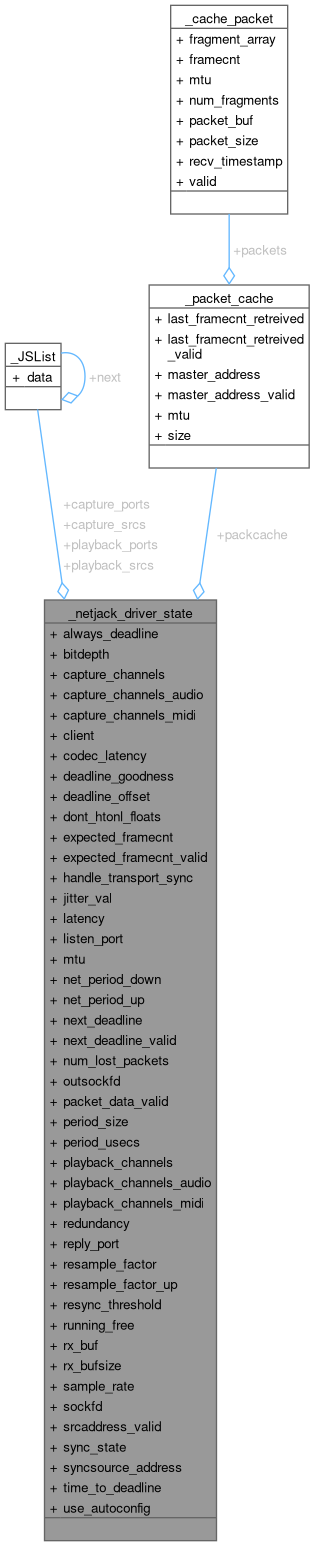 _cache_packet
+ fragment_array
+ framecnt
+ mtu
+ num_fragments
+ packet_buf
+ packet_size
+ recv_timestamp
+ valid
+packets
_packet_cache
+ last_framecnt_retreived
+ last_framecnt_retreived
_valid
+ master_address
+ master_address_valid
+ mtu
+ size
_JSList
+ data
+next
+capture_ports
+capture_srcs
+playback_ports
+playback_srcs
+packcache
_netjack_driver_state
+ always_deadline
+ bitdepth
+ capture_channels
+ capture_channels_audio
+ capture_channels_midi
+ client
+ codec_latency
+ deadline_goodness
+ deadline_offset
+ dont_htonl_floats
+ expected_framecnt
+ expected_framecnt_valid
+ handle_transport_sync
+ jitter_val
+ latency
+ listen_port
+ mtu
+ net_period_down
+ net_period_up
+ next_deadline
+ next_deadline_valid
+ num_lost_packets
+ outsockfd
+ packet_data_valid
+ period_size
+ period_usecs
+ playback_channels
+ playback_channels_audio
+ playback_channels_midi
+ redundancy
+ reply_port
+ resample_factor
+ resample_factor_up
+ resync_threshold
+ running_free
+ rx_buf
+ rx_bufsize
+ sample_rate
+ sockfd
+ srcaddress_valid
+ sync_state
+ syncsource_address
+ time_to_deadline
+ use_autoconfig